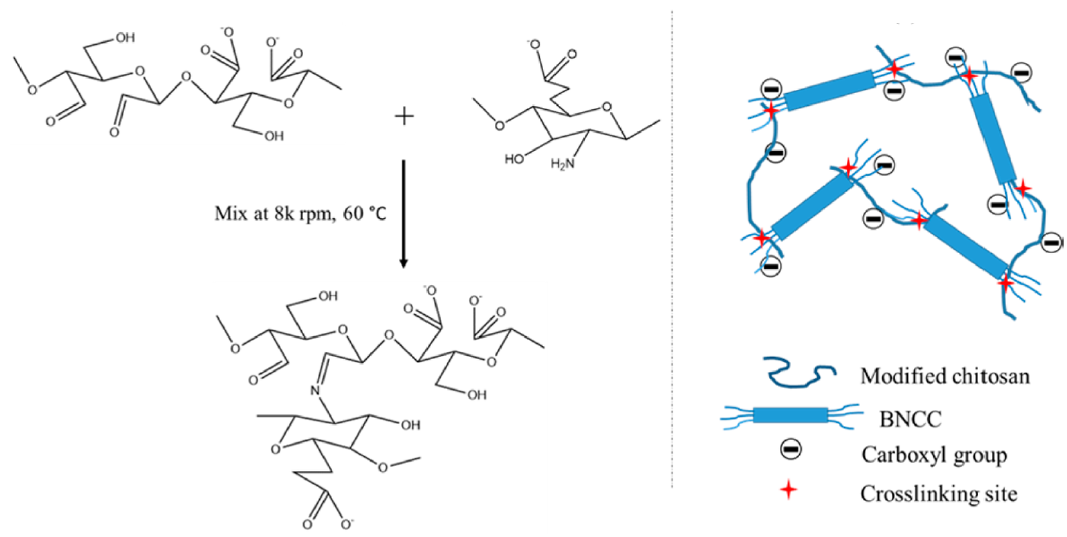 OH
-O
O
O-
O
O
O
O
O
O
O
OH
+
-O
O
O
HO
H2N
Mix at 8k rpm, 60 °C
OH
-O
O
O-
O
O
O
O
O
O
OH
N
OH
O
O
O
O-
Modified chitosan
BNCC
Carboxyl group
Crosslinking site